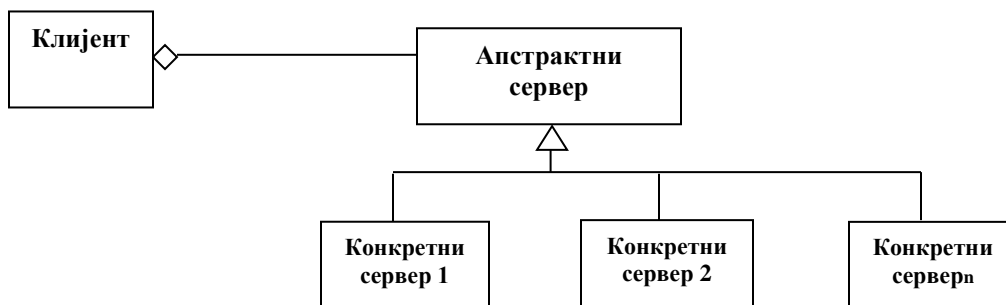 Клијент
Апстрактни
сервер
Конкретни
сервер 1
Конкретни
сервер 2
Конкретни
серверn